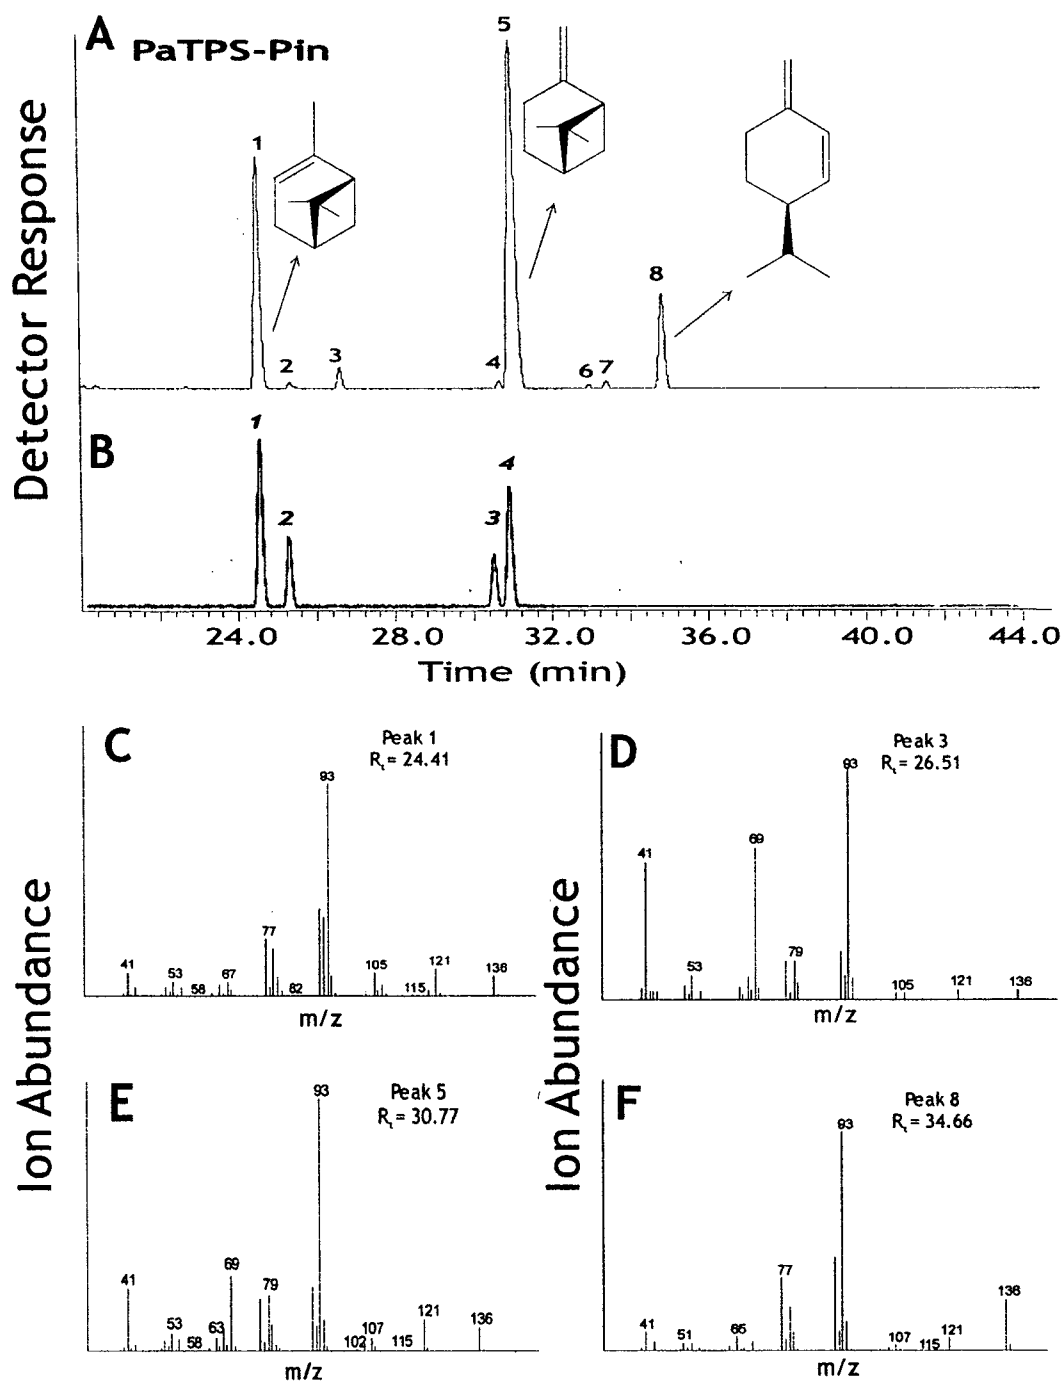 A PaTPS-Pin
5
1
8
2
3
4
6
7
Detector Response
B
1
2
3
4
24.0 28.0 32.0 36.0 40.0 44.0
Time (min)
C
Peak 1
Rt = 24.41
93
77
41
53
58
67
82
105
115
121
136
m/z
D
Peak 3
Rt = 26.51
93
69
41
53
79
105
121
136
m/z
Ion Abundance
Ion Abundance
E
Peak 5
Rt = 30.77
93
69
41
53
58
63
79
102
107
115
121
136
m/z
F
Peak 8
Rt = 34.66
93
77
41
51
65
107
115
121
136
m/z